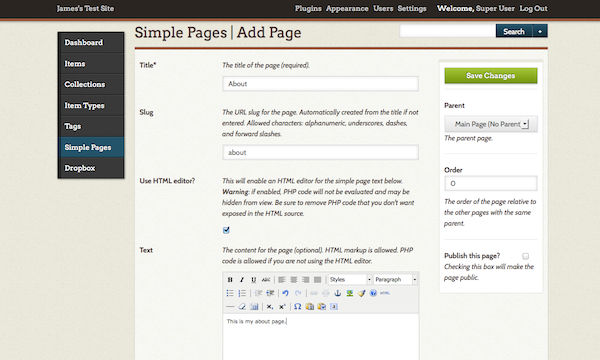 James's Test Site
Plugins Appearance Users Settings Welcome, Super User Log Out
Simple Pages | Add Page
Search +
Dashboard
Items
Collections
Item Types
Tags
Simple Pages
Dropbox
Title*
The title of the page (required).
About
Slug
The URL slug for the page. Automatically created from the title if not
entered. Allowed characters: alphanumeric, underscores, dashes,
and forward slashes.
about
Use HTML editor?
This will enable an HTML editor for the simple page text below.
Warning: if enabled, PHP code will not be evaluated and may be
hidden from view. Be sure to remove PHP code that you don't want
exposed in the HTML source.
Text
The content for the page (optional). HTML markup is allowed. PHP
code is allowed if you are not using the HTML editor.
B I U ABC Styles Paragraph
HTML
This is my about page.
Save Changes
Parent
Main Page (No Parent
The parent page.
Order
0
The order of the page relative to
the other pages with the same
parent.
Publish this page?
Checking this box will make the
page public.